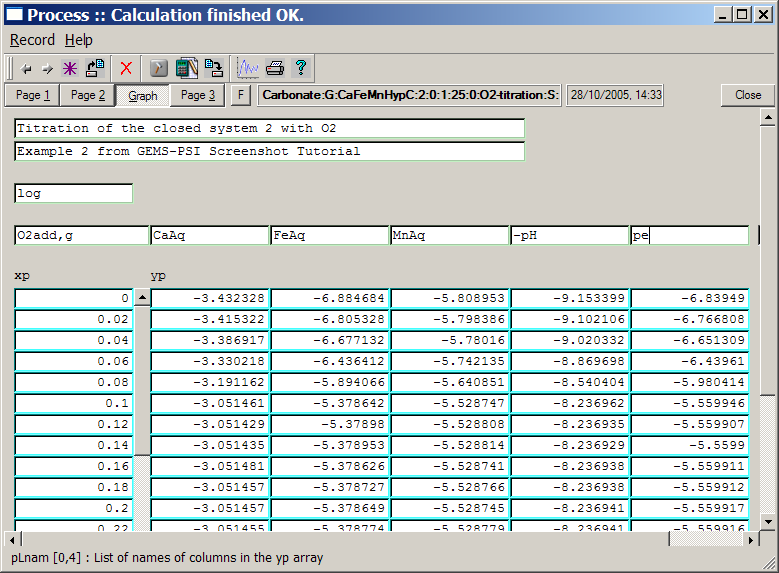 Process :: Calculation finished OK.
Record Help
Page 1 Page 2 Graph Page 3 F Carbonate:G:CaFeMnHypC:2:0:1:25:0:O2-titration:S: 28/10/2005, 14:33 Close
Titration of the closed system 2 with O2
Example 2 from GEMS-PSI Screenshot Tutorial
log
O2add,g CaAq FeAq MnAq -pH pe
xp yp
0 -3.432328 -6.884684 -5.808953 -9.153399 -6.83949
0.02 -3.415322 -6.805328 -5.798386 -9.102106 -6.766808
0.04 -3.386917 -6.677132 -5.78016 -9.020332 -6.651309
0.06 -3.330218 -6.436412 -5.742135 -8.869698 -6.43961
0.08 -3.191162 -5.894066 -5.640851 -8.540404 -5.980414
0.1 -3.051461 -5.378642 -5.528747 -8.236962 -5.559946
0.12 -3.051429 -5.37898 -5.528808 -8.236935 -5.559907
0.14 -3.051435 -5.378953 -5.528814 -8.236929 -5.5599
0.16 -3.051481 -5.378626 -5.528741 -8.236938 -5.559911
0.18 -3.051457 -5.378727 -5.528766 -8.236938 -5.559912
0.2 -3.051457 -5.378649 -5.528745 -8.236941 -5.559917
0.22 -3.051455 -5.378774 -5.528779 -8.236941 -5.559916
pLnam [0,4] : List of names of columns in the yp array